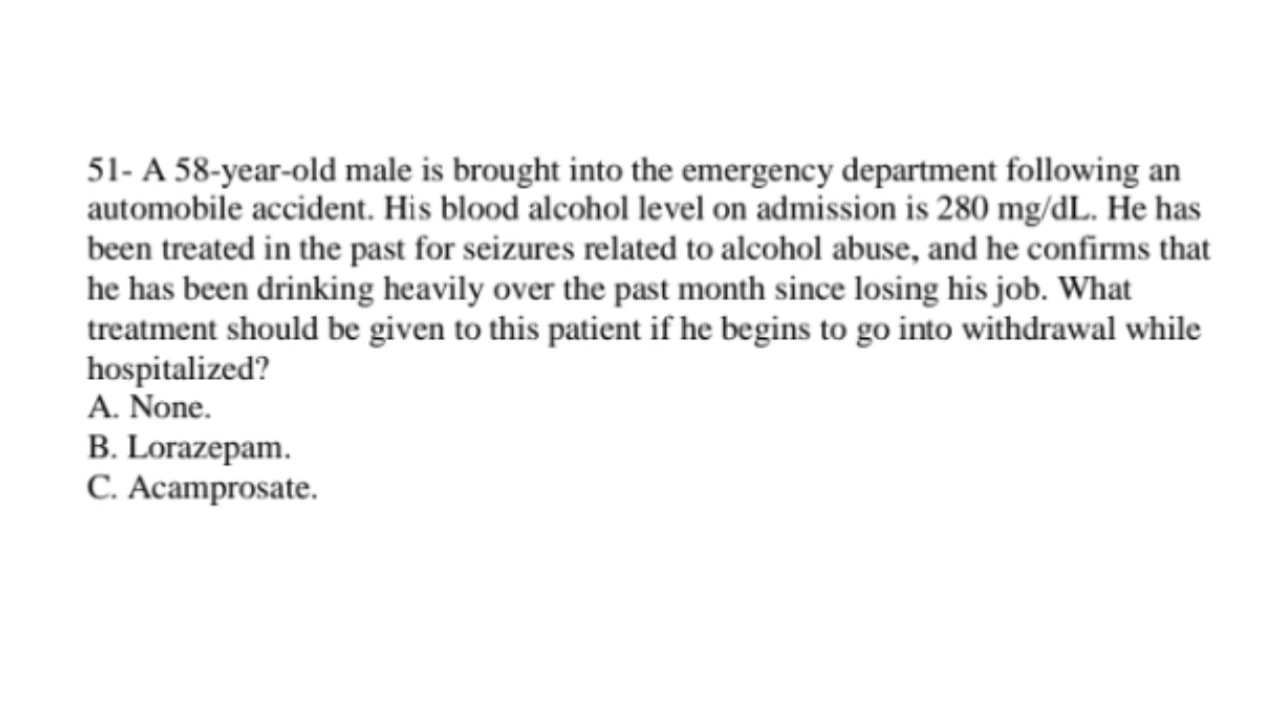 51- A 58-year-old male is brought into the emergency department following an
automobile accident. His blood alcohol level on admission is 280 mg/dL. He has
been treated in the past for seizures related to alcohol abuse, and he confirms that
he has been drinking heavily over the past month since losing his job. What
treatment should be given to this patient if he begins to go into withdrawal while
hospitalized?
A. None.
B. Lorazepam.
C. Acamprosate.